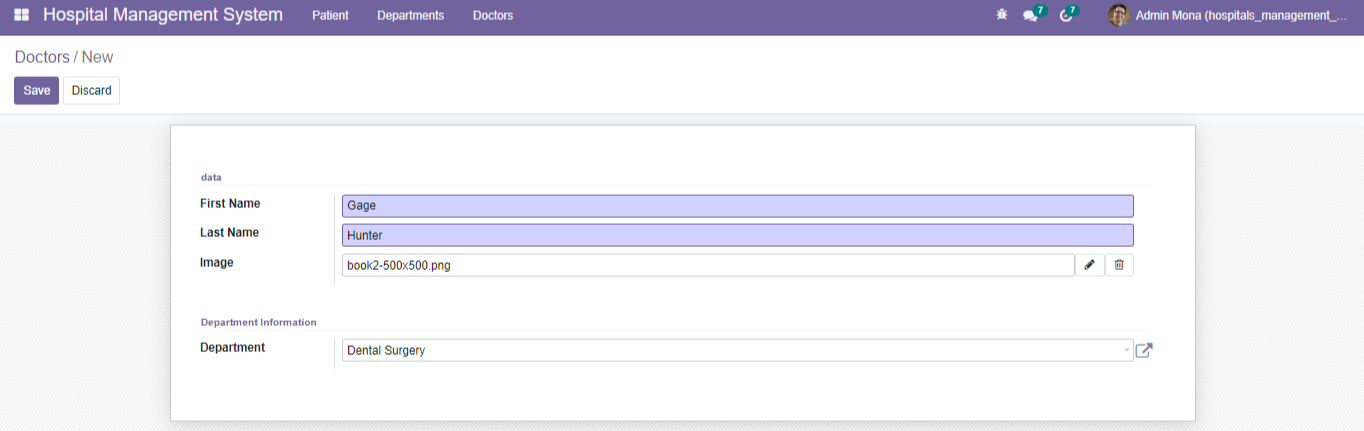 Hospital Management System Patient Departments Doctors 7 7 Admin Mona (hospitals_management_...
Doctors / New
Save Discard
data
First Name Gage
Last Name Hunter
Image book2-500x500.png
Department Information
Department Dental Surgery